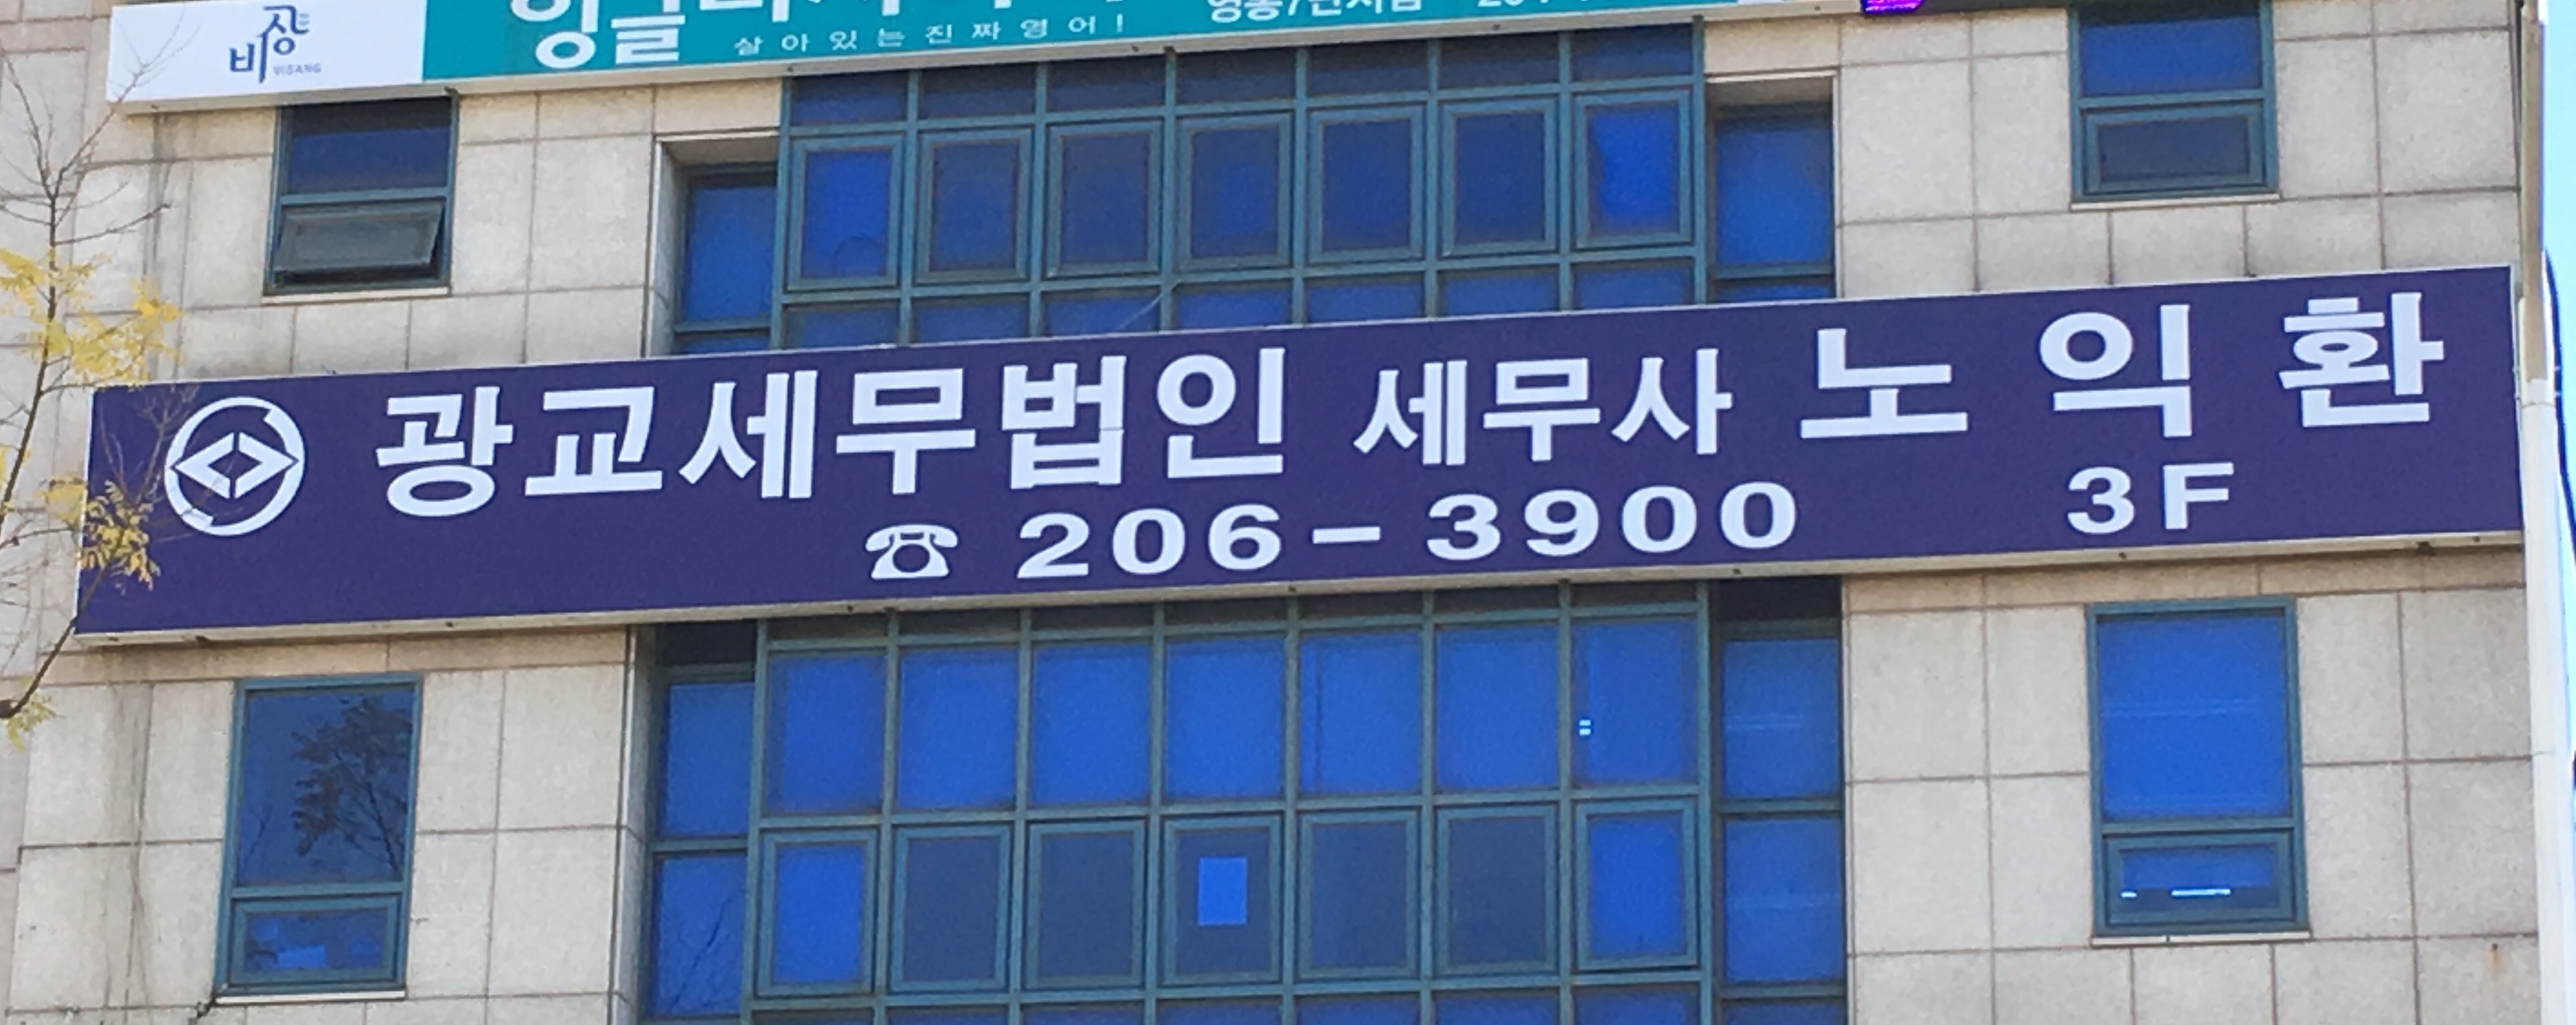 비상
VISANG
살아있는진짜영어!
광교세무법인 세무사 노익환
☎ 206-3900 3F